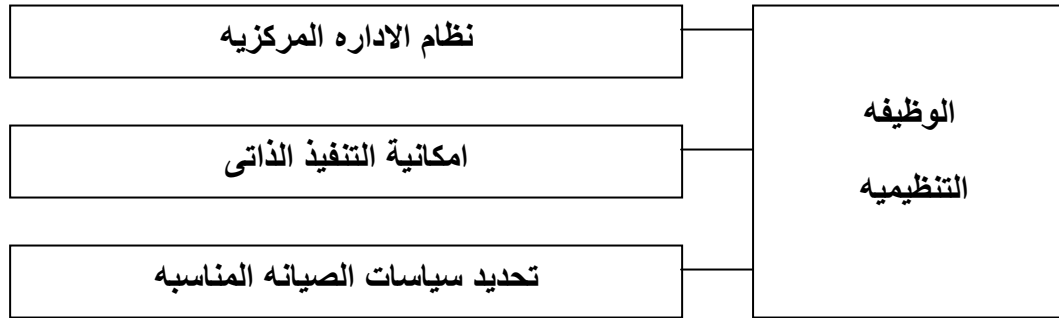 الوظيفه
التنظيميه
نظام الاداره المركزيه
امكانية التنفيذ الذاتى
تحديد سياسات الصيانه المناسبه